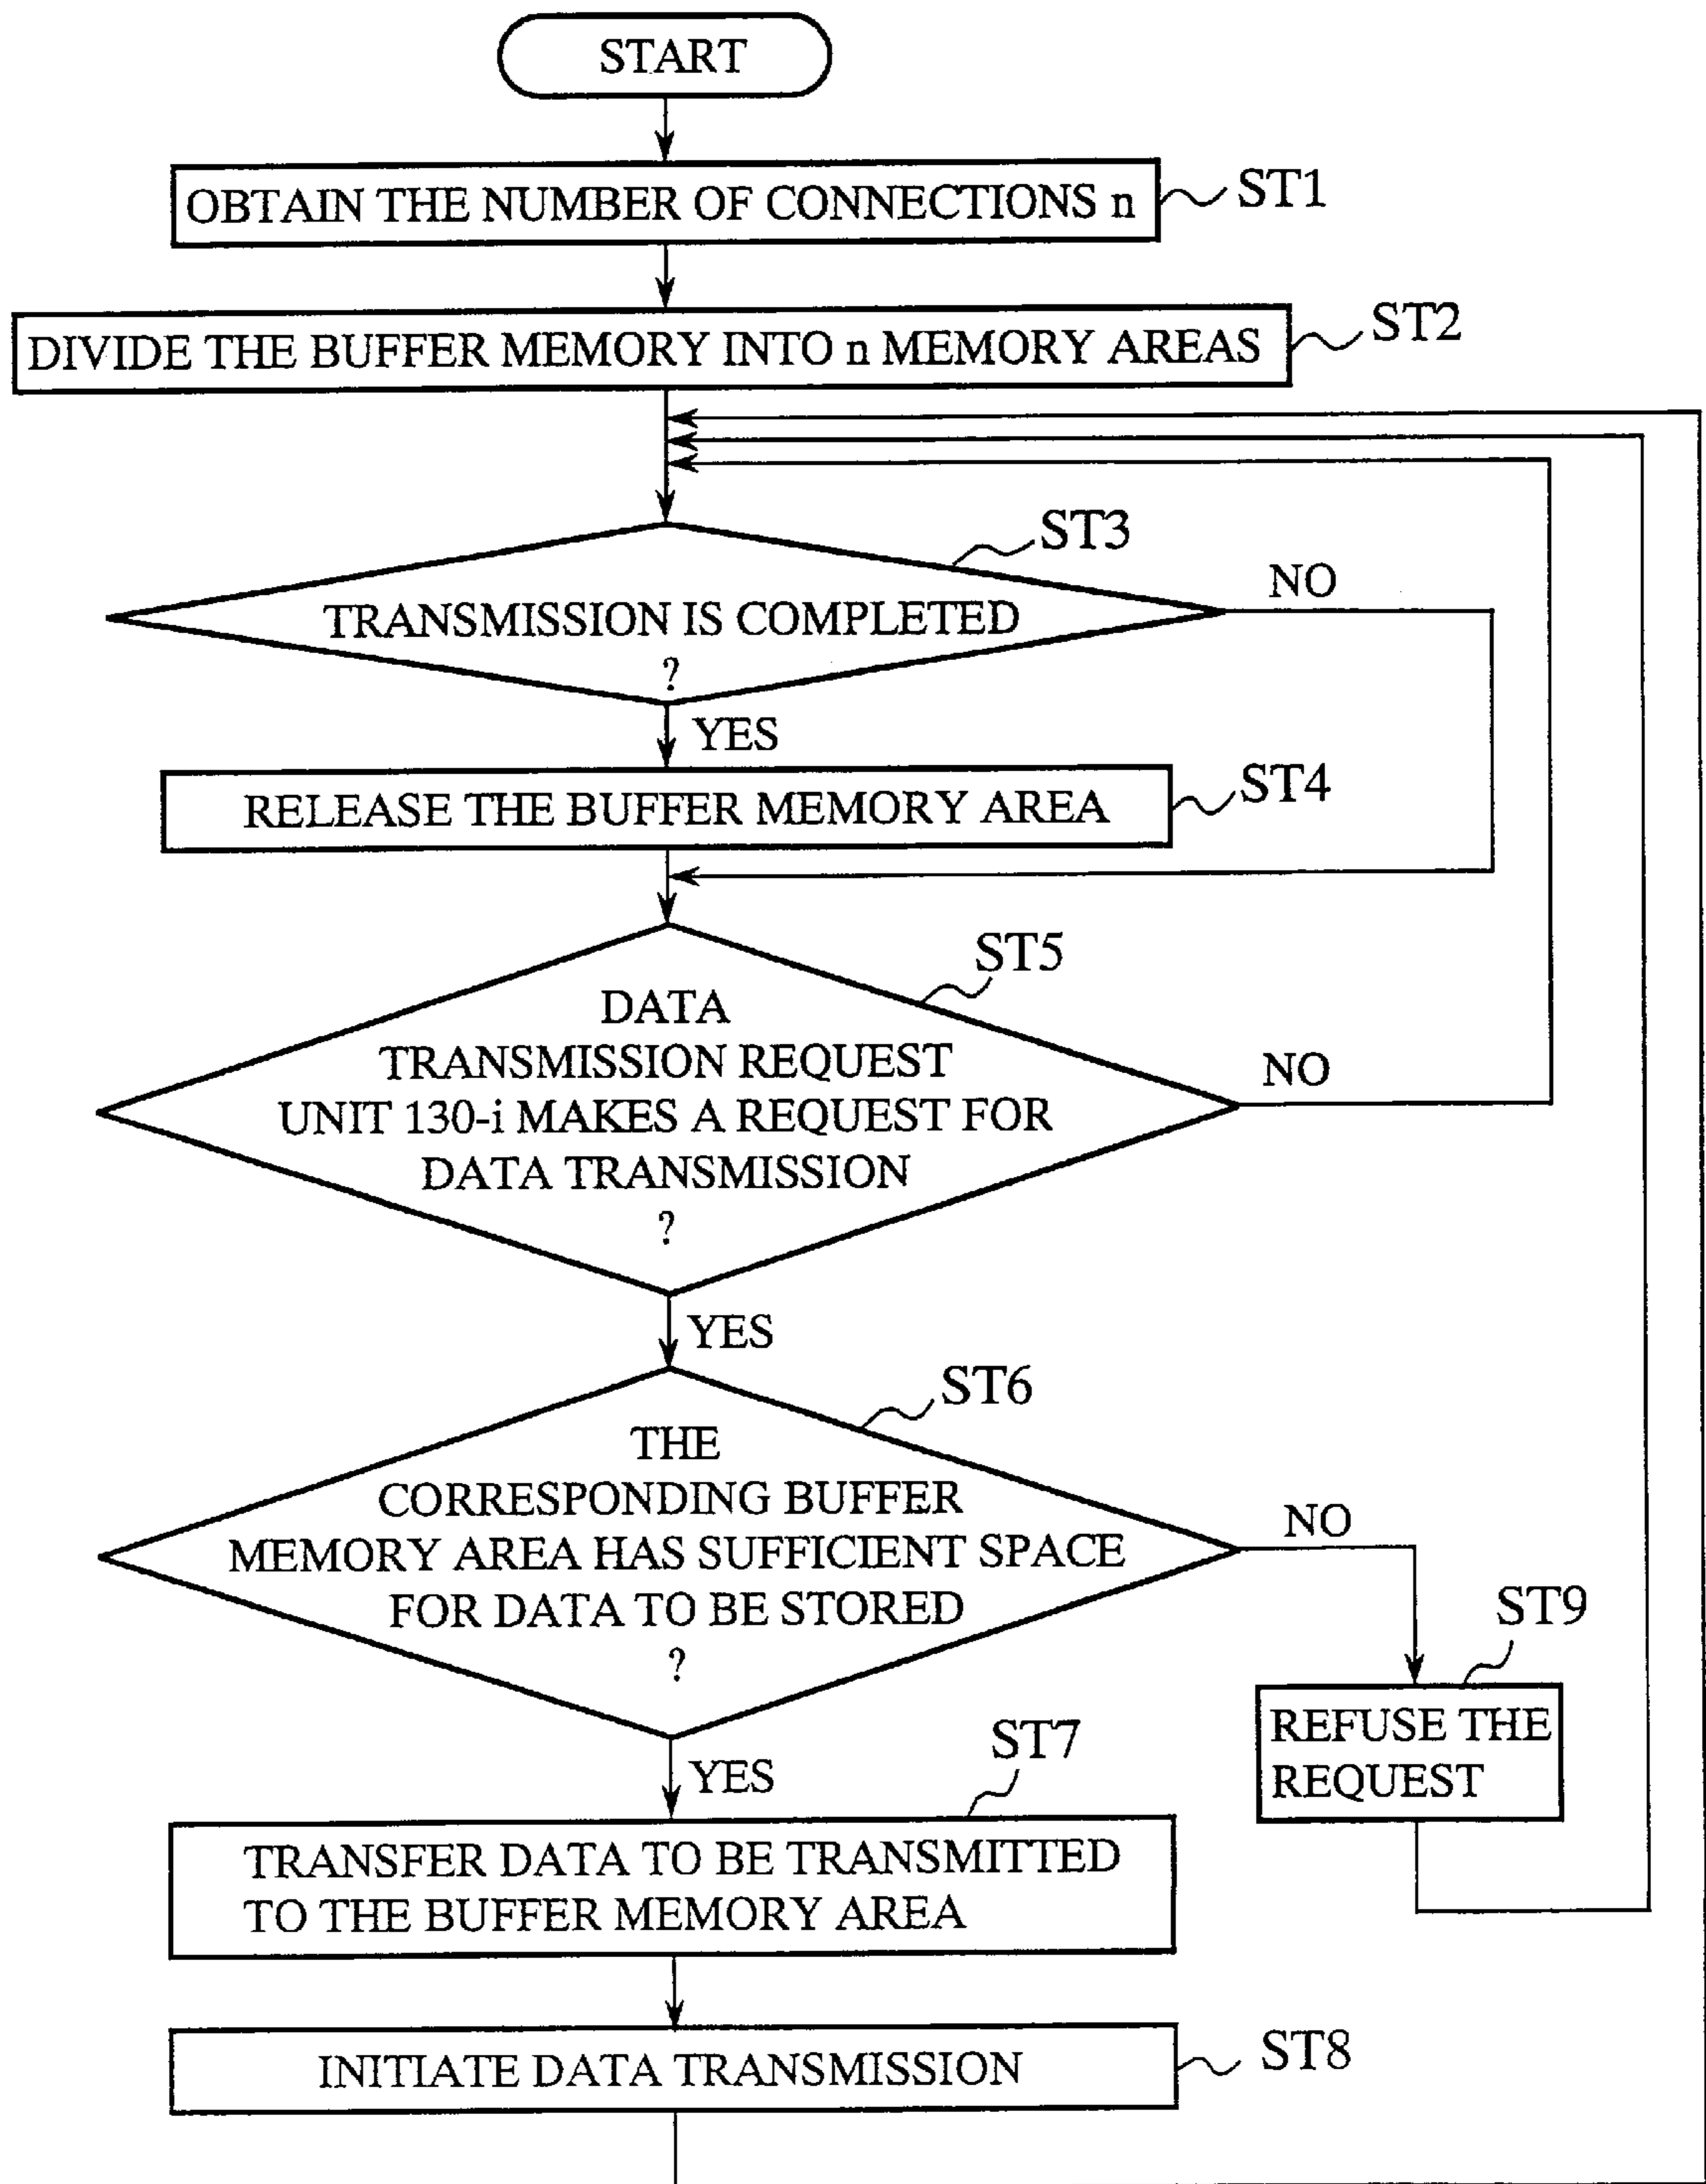 START
OBTAIN THE NUMBER OF CONNECTIONS n
ST1
DIVIDE THE BUFFER MEMORY INTO n MEMORY AREAS
ST2
ST3
NO
TRANSMISSION IS COMPLETED
?
YES
RELEASE THE BUFFER MEMORY AREA
ST4
ST5
DATA
TRANSMISSION REQUEST
UNIT 130-i MAKES A REQUEST FOR
DATA TRANSMISSION
?
NO
YES
ST6
THE
CORRESPONDING BUFFER
MEMORY AREA HAS SUFFICIENT SPACE
FOR DATA TO BE STORED
?
NO
ST9
REFUSE THE
REQUEST
YES
ST7
TRANSFER DATA TO BE TRANSMITTED
TO THE BUFFER MEMORY AREA
INITIATE DATA TRANSMISSION
ST8